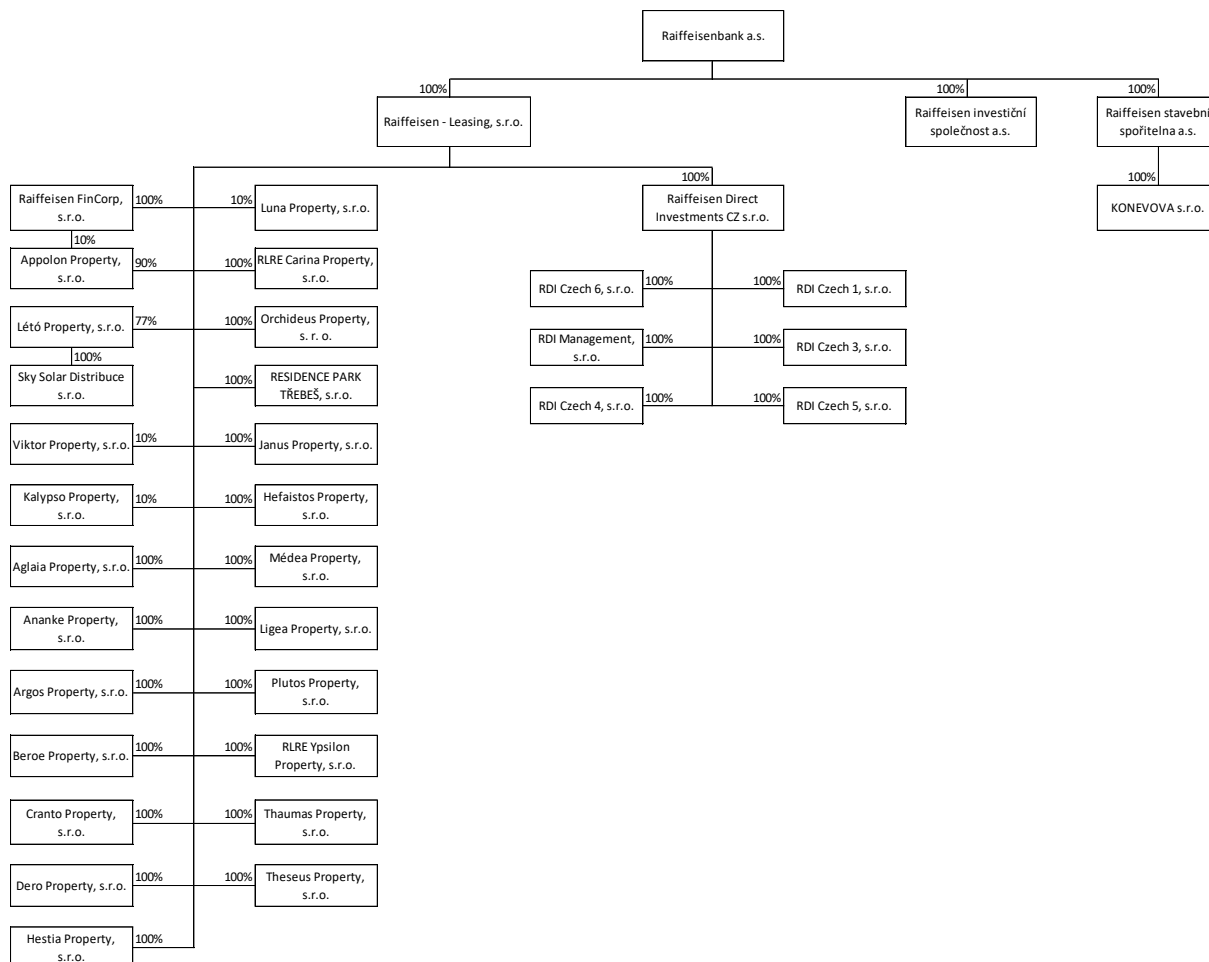 Raiffeisenbank a.s.
100%
100%
100%
Raiffeisen - Leasing, s.r.o.
Raiffeisen investiční
společnost a.s.
Raiffeisen stavební
spořitelna a.s.
100%
100%
Raiffeisen FinCorp,
s.r.o.
100%
10%
Luna Property, s.r.o.
Raiffeisen Direct
Investments CZ s.r.o.
KONEVOVA s.r.o.
10%
Appolon Property,
s.r.o.
90%
100%
RLRE Carina Property,
s.r.o.
RDI Czech 6, s.r.o.
100%
100%
RDI Czech 1, s.r.o.
Létó Property, s.r.o.
77%
100%
Orchideus Property,
s. r. o.
RDI Management,
s.r.o.
100%
100%
RDI Czech 3, s.r.o.
100%
Sky Solar Distribuce
s.r.o.
100%
RESIDENCE PARK
TŘEBEŠ, s.r.o.
RDI Czech 4, s.r.o.
100%
100%
RDI Czech 5, s.r.o.
Viktor Property, s.r.o.
10%
100%
Janus Property, s.r.o.
Kalypso Property,
s.r.o.
10%
100%
Hefaistos Property,
s.r.o.
Aglaia Property, s.r.o.
100%
100%
Médea Property,
s.r.o.
Ananke Property,
s.r.o.
100%
100%
Ligea Property, s.r.o.
Argos Property, s.r.o.
100%
100%
Plutos Property,
s.r.o.
Beroe Property, s.r.o.
100%
100%
RLRE Ypsilon
Property, s.r.o.
Cranto Property,
s.r.o.
100%
100%
Thaumas Property,
s.r.o.
Dero Property, s.r.o.
100%
100%
Theseus Property,
s.r.o.
Hestia Property,
s.r.o.
100%